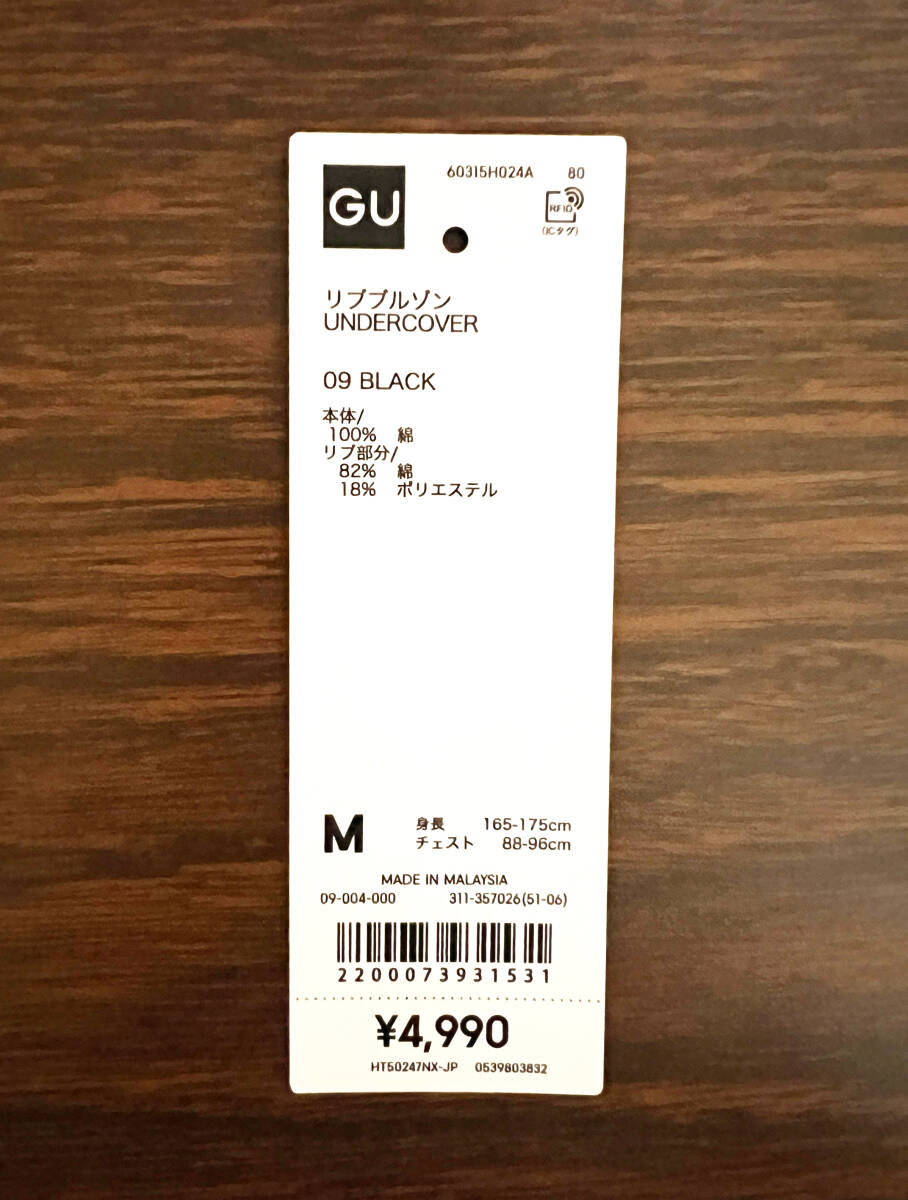 60315H024A 80
GU
RFID
(ICタグ)
リブブルゾン
UNDERCOVER
09 BLACK
本体/
100% 綿
リブ部分/
82% 綿
18% ポリエステル
M
身長 165-175cm
チェスト 88-96cm
MADE IN MALAYSIA
09-004-000 311-357026(51-06)
2200073931531
¥4,990
HT50247NX-JP 0539803832